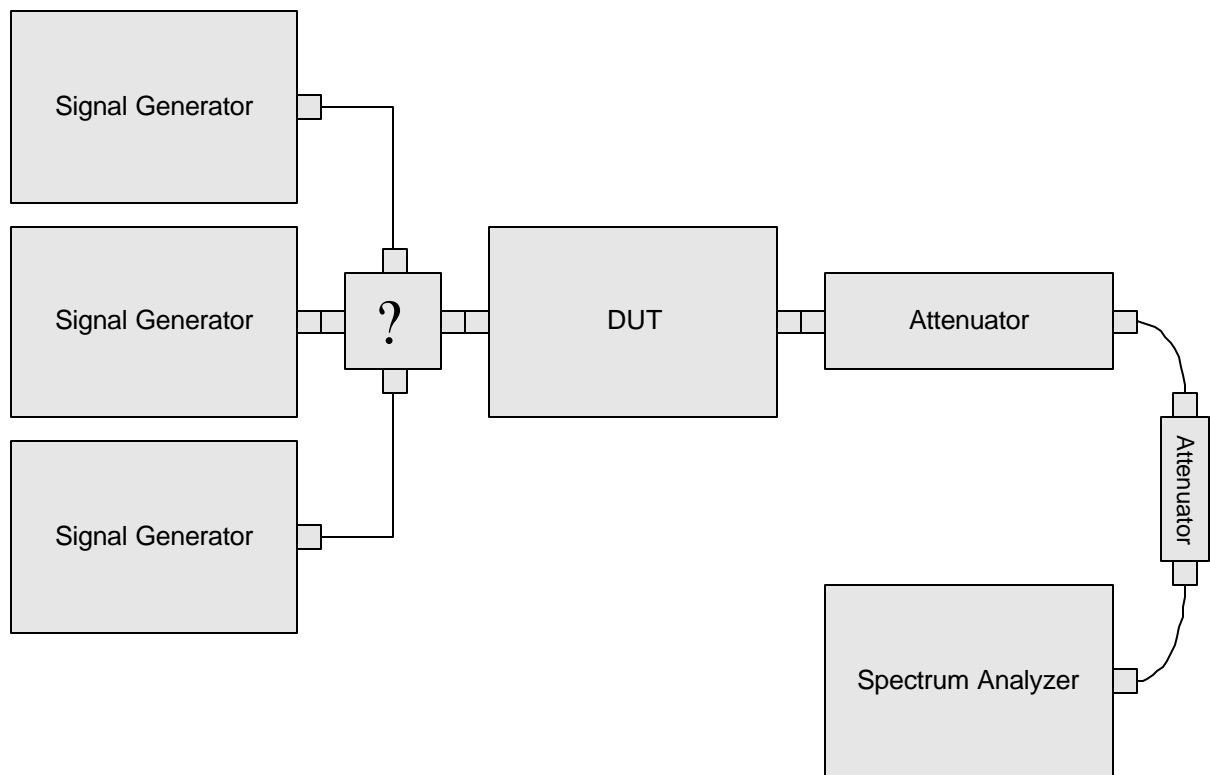 Signal Generator
Signal Generator
?
DUT
Attenuator
Attenuator
Signal Generator
Spectrum Analyzer